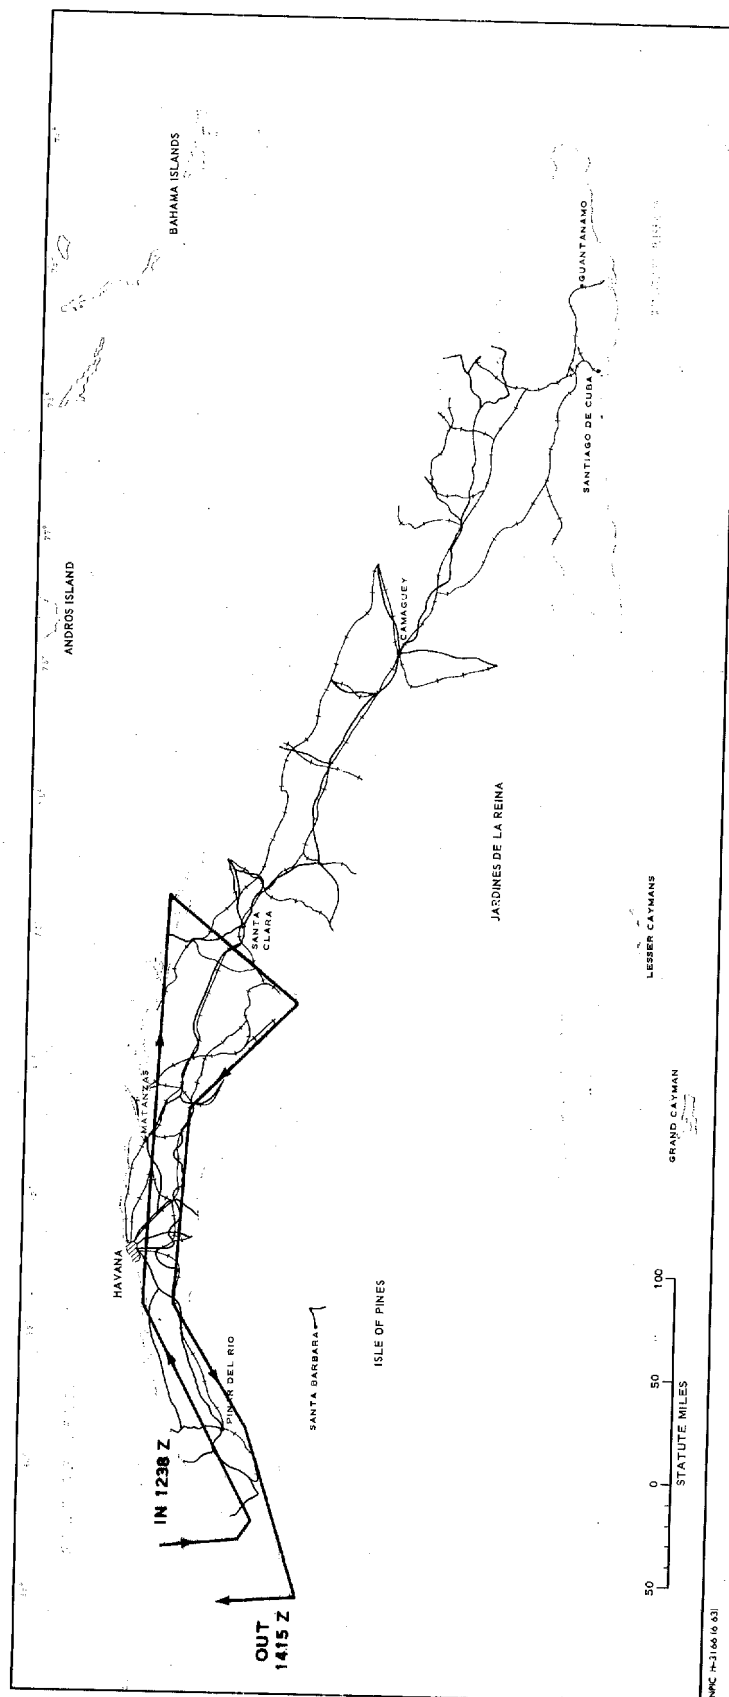 BAHAMA ISLANDS
ANDROS ISLAND
GUANTANAMO
SANTIAGO DE CUBA
CAMAGUEY
JARDINES DE LA REINA
SANTA
CLARA
LESSER CAYMANS
GRAND CAYMAN
MATANZAS
HAVANA
PINAR DEL RIO
SANTA BARBARA
ISLE OF PINES
IN 1238 Z
OUT
1415 Z
50 0 50 100
STATUTE MILES
77°